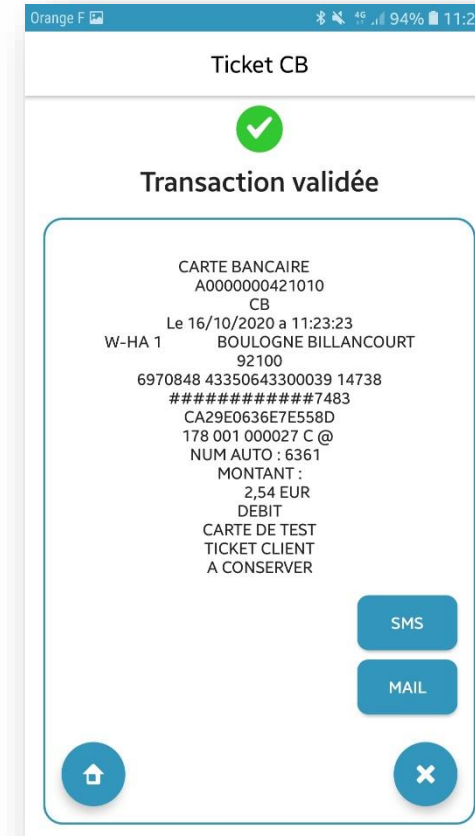 Orange F 4G 94% 11:2
Ticket CB
Transaction validée
CARTE BANCAIRE
A0000000421010
CB
Le 16/10/2020 a 11:23:23
W-HA 1 BOULOGNE BILLANCOURT
92100
6970848 43350643300039 14738
############7483
CA29E0636E7E558D
178 001 000027 C @
NUM AUTO : 6361
MONTANT :
2,54 EUR
DEBIT
CARTE DE TEST
TICKET CLIENT
A CONSERVER
SMS
MAIL